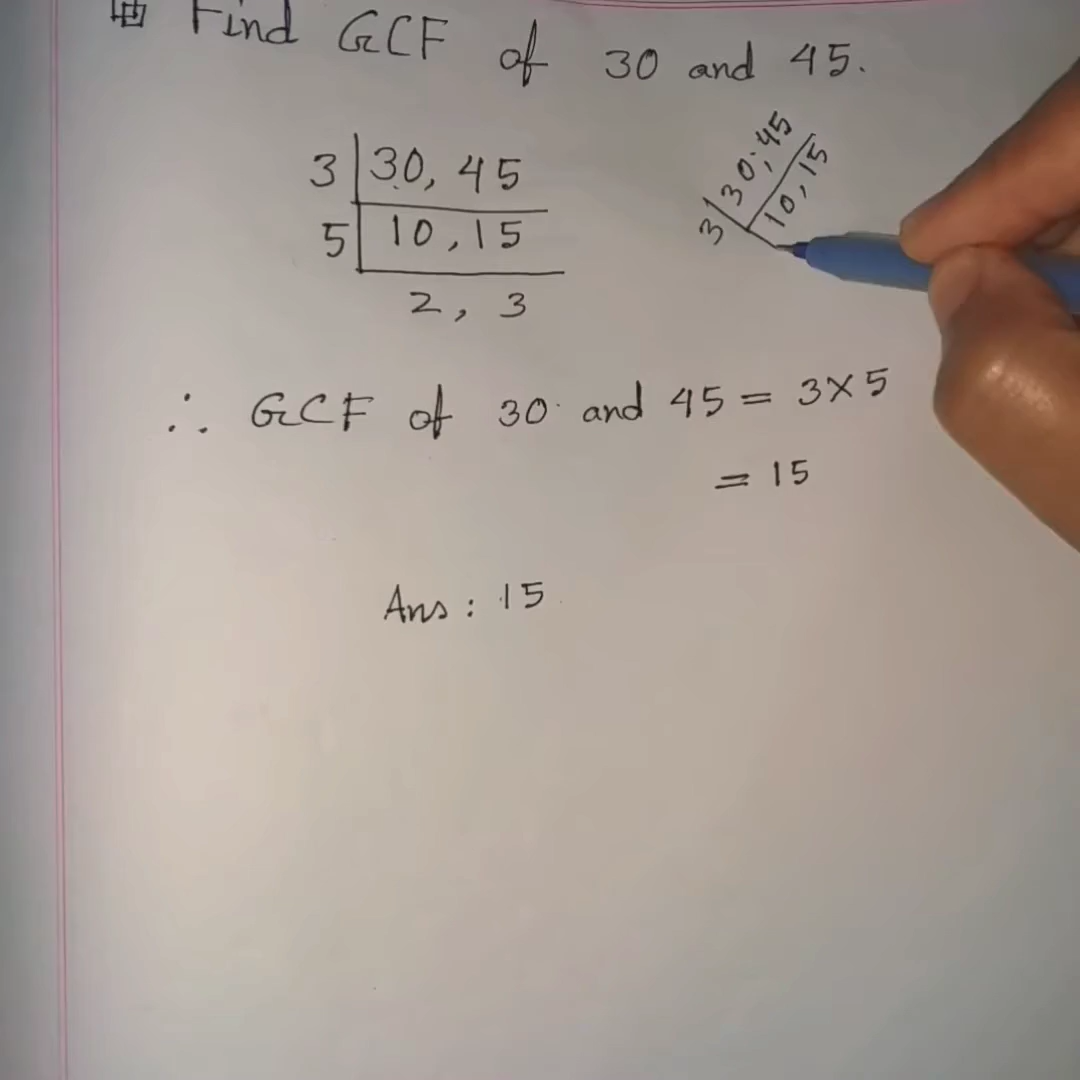 Find GCF of 30 and 45.
3 | 30, 45
5 | 10, 15
2, 3
3 | 30, 45
10, 15
∴ GCF of 30 and 45 = 3×5
= 15
Ans: 15